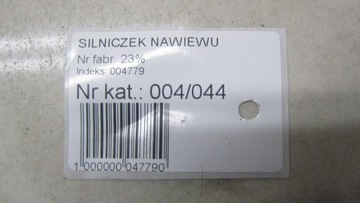 SILNICZEK NAWIEWU
Nr fabr. 23%
Indeks: 004779
Nr kat.: 004/044
1 000000 047790